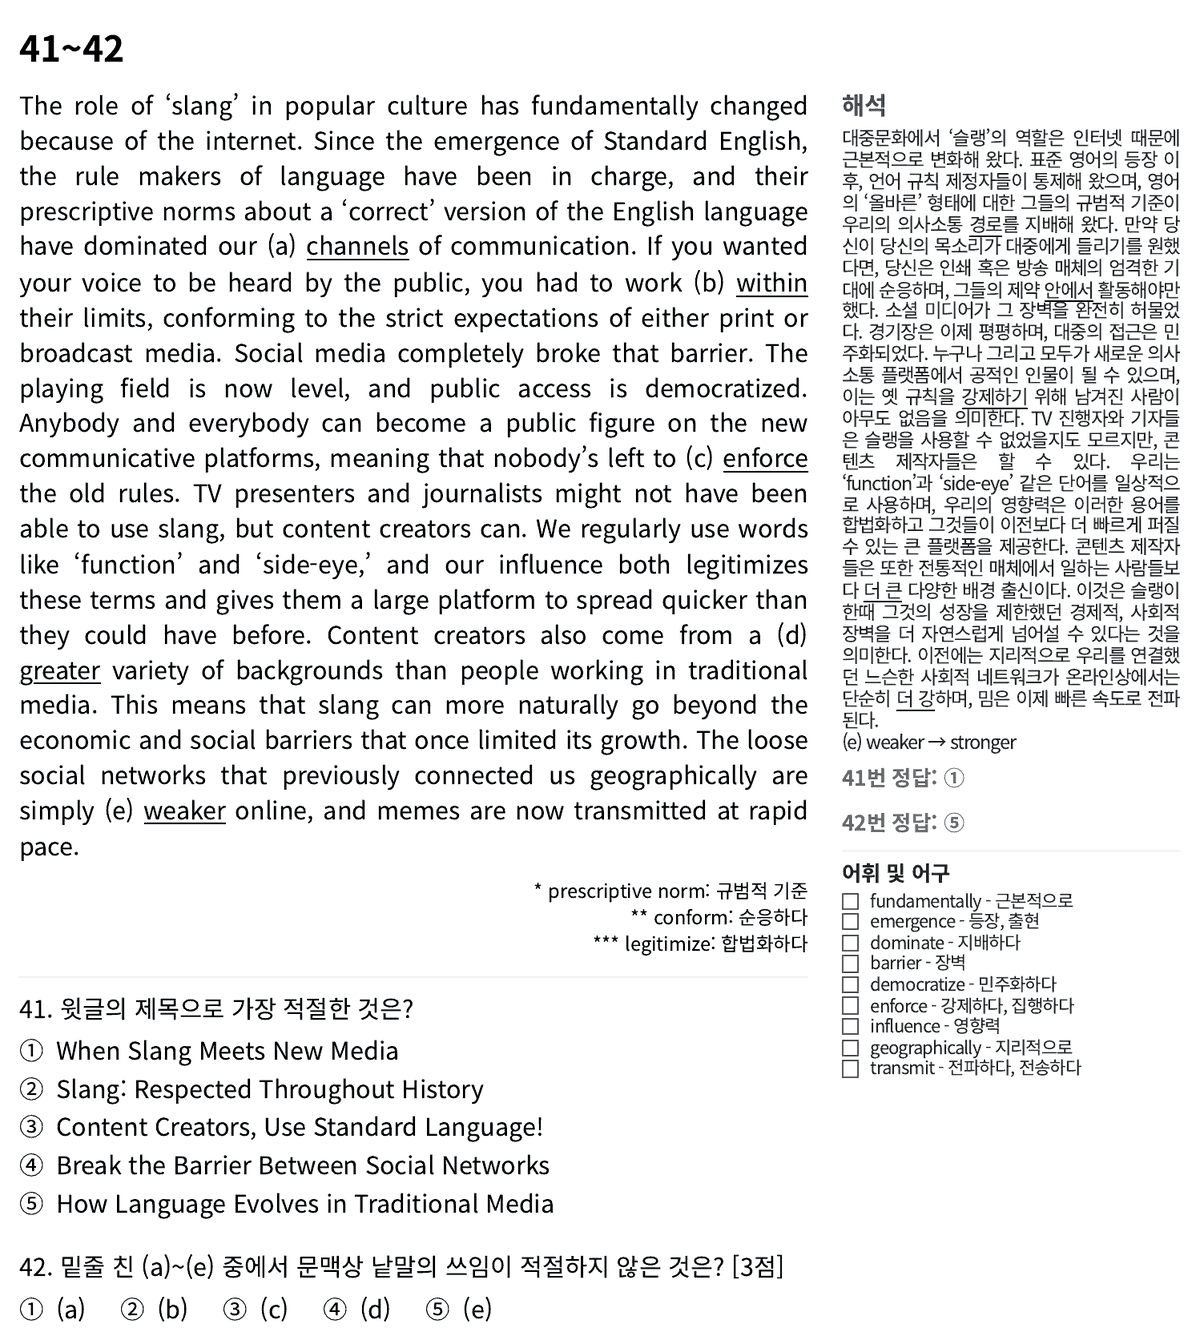 41~42
The role of ‘slang’ in popular culture has fundamentally changed
because of the internet. Since the emergence of Standard English,
the rule makers of language have been in charge, and their
prescriptive norms about a ‘correct’ version of the English language
have dominated our (a) channels of communication. If you wanted
your voice to be heard by the public, you had to work (b) within
their limits, conforming to the strict expectations of either print or
broadcast media. Social media completely broke that barrier. The
playing field is now level, and public access is democratized.
Anybody and everybody can become a public figure on the new
communicative platforms, meaning that nobody’s left to (c) enforce
the old rules. TV presenters and journalists might not have been
able to use slang, but content creators can. We regularly use words
like ‘function’ and ‘side-eye,’ and our influence both legitimizes
these terms and gives them a large platform to spread quicker than
they could have before. Content creators also come from a (d)
greater variety of backgrounds than people working in traditional
media. This means that slang can more naturally go beyond the
economic and social barriers that once limited its growth. The loose
social networks that previously connected us geographically are
simply (e) weaker online, and memes are now transmitted at rapid
pace.
* prescriptive norm: 규범적 기준
** conform: 순응하다
*** legitimize: 합법화하다
41. 윗글의 제목으로 가장 적절한 것은?
① When Slang Meets New Media
② Slang: Respected Throughout History
③ Content Creators, Use Standard Language!
④ Break the Barrier Between Social Networks
⑤ How Language Evolves in Traditional Media
42. 밑줄 친 (a)~(e) 중에서 문맥상 낱말의 쓰임이 적절하지 않은 것은? [3점]
① (a) ② (b) ③ (c) ④ (d) ⑤ (e)
해석
대중문화에서 ‘슬랭’의 역할은 인터넷 때문에
근본적으로 변화해 왔다. 표준 영어의 등장 이
후, 언어 규칙 제정자들이 통제해 왔으며, 영어
의 ‘올바른’ 형태에 대한 그들의 규범적 기준이
우리의 의사소통 경로를 지배해 왔다. 만약 당
신이 당신의 목소리가 대중에게 들리기를 원했
다면, 당신은 인쇄 혹은 방송 매체의 엄격한 기
대에 순응하며, 그들의 제약 안에서 활동해야만
했다. 소셜 미디어가 그 장벽을 완전히 허물었
다. 경기장은 이제 평평하며, 대중의 접근은 민
주화되었다. 누구나 그리고 모두가 새로운 의사
소통 플랫폼에서 공적인 인물이 될 수 있으며,
이는 옛 규칙을 강제하기 위해 남겨진 사람이
아무도 없음을 의미한다. TV 진행자와 기자들
은 슬랭을 사용할 수 없었을지도 모르지만, 콘
텐츠 제작자들은 할 수 있다. 우리는
‘function’과 ‘side-eye’ 같은 단어를 일상적으
로 사용하며, 우리의 영향력은 이러한 용어를
합법화하고 그것들이 이전보다 더 빠르게 퍼질
수 있는 큰 플랫폼을 제공한다. 콘텐츠 제작자
들은 또한 전통적인 매체에서 일하는 사람들보
다 더 큰 다양한 배경 출신이다. 이것은 슬랭이
한때 그것의 성장을 제한했던 경제적, 사회적
장벽을 더 자연스럽게 넘어설 수 있다는 것을
의미한다. 이전에는 지리적으로 우리를 연결했
던 느슨한 사회적 네트워크가 온라인상에서는
단순히 더 강하며, 밈은 이제 빠른 속도로 전파
된다.
(e) weaker → stronger
41번 정답: ①
42번 정답: ⑤
어휘 및 어구
□ fundamentally - 근본적으로
□ emergence - 등장, 출현
□ dominate - 지배하다
□ barrier - 장벽
□ democratize - 민주화하다
□ enforce - 강제하다, 집행하다
□ influence - 영향력
□ geographically - 지리적으로
□ transmit - 전파하다, 전송하다